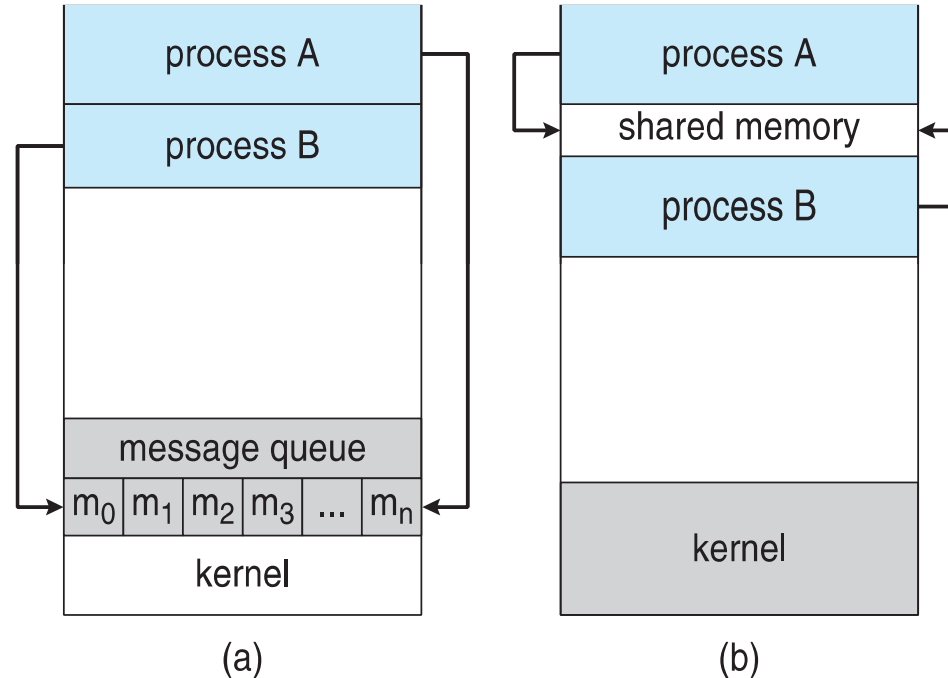 process A
process B
message queue
m0 m1 m2 m3 ... mn
kernel
(a)
process A
shared memory
process B
kernel
(b)